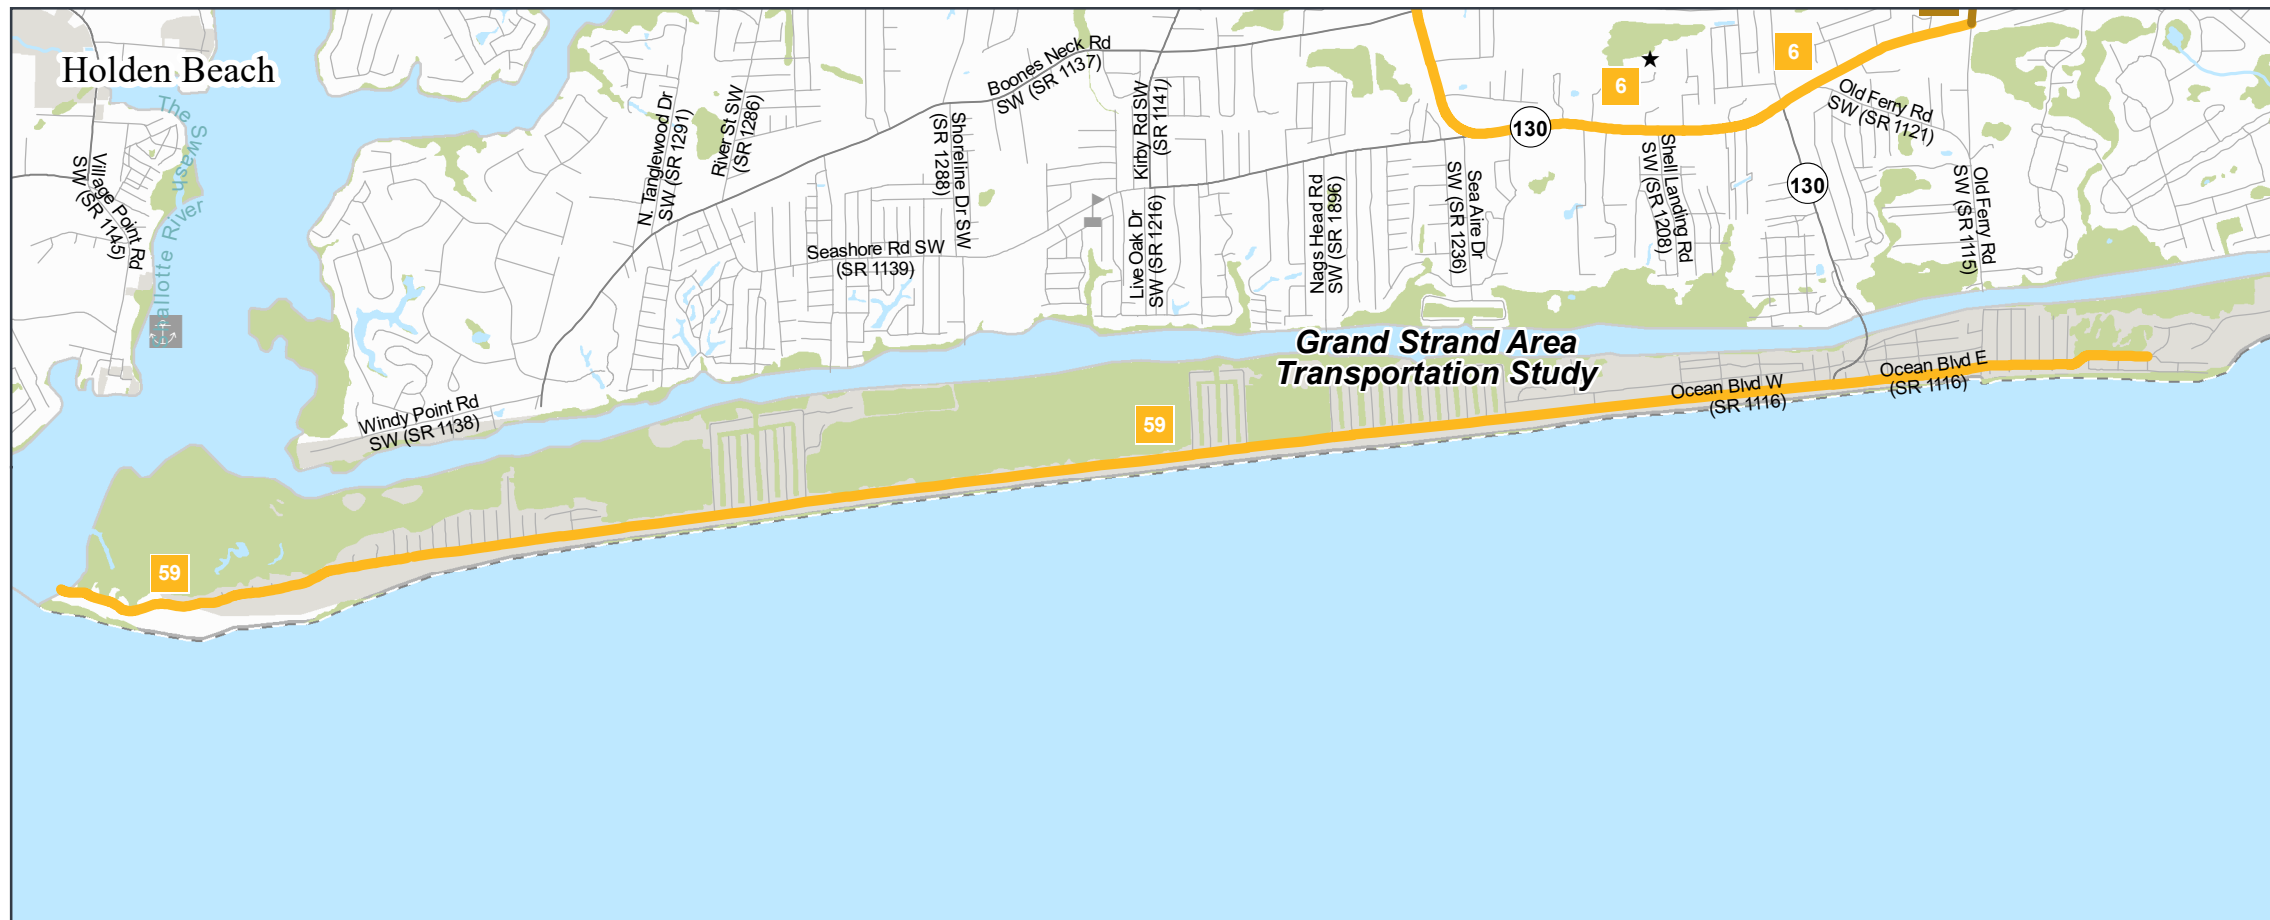 Holden Beach
The Swash
allotte River
Village Point Rd
SW (SR 1145)
N. Tanglewood Dr
SW (SR 1291)
River St SW
(SR 1286)
Boones Neck Rd
SW (SR 1137)
Shoreline Dr SW
(SR 1288)
Kirby Rd SW
(SR 1141)
Seashore Rd SW
(SR 1139)
Live Oak Dr
SW (SR 1216)
Nags Head Rd
SW (SR 1896)
Sea Aire Dr
SW (SR 1236)
Shell Landing Rd
SW (SR 1208)
Old Ferry Rd
SW (SR 1121)
Old Ferry Rd
SW (SR 1115)
6
6
130
130
Grand Strand Area
Transportation Study
Windy Point Rd
SW (SR 1138)
Ocean Blvd W
(SR 1116)
Ocean Blvd E
(SR 1116)
59
59